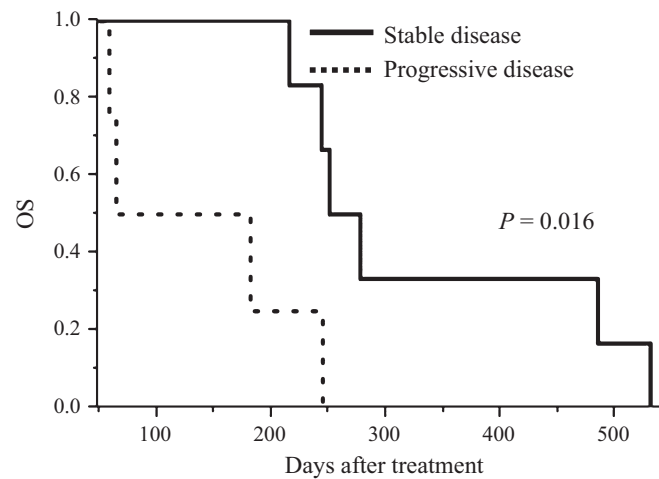 1.0
0.8
0.6
0.4
0.2
0.0
OS
Stable disease
Progressive disease
P = 0.016
100 200 300 400 500
Days after treatment